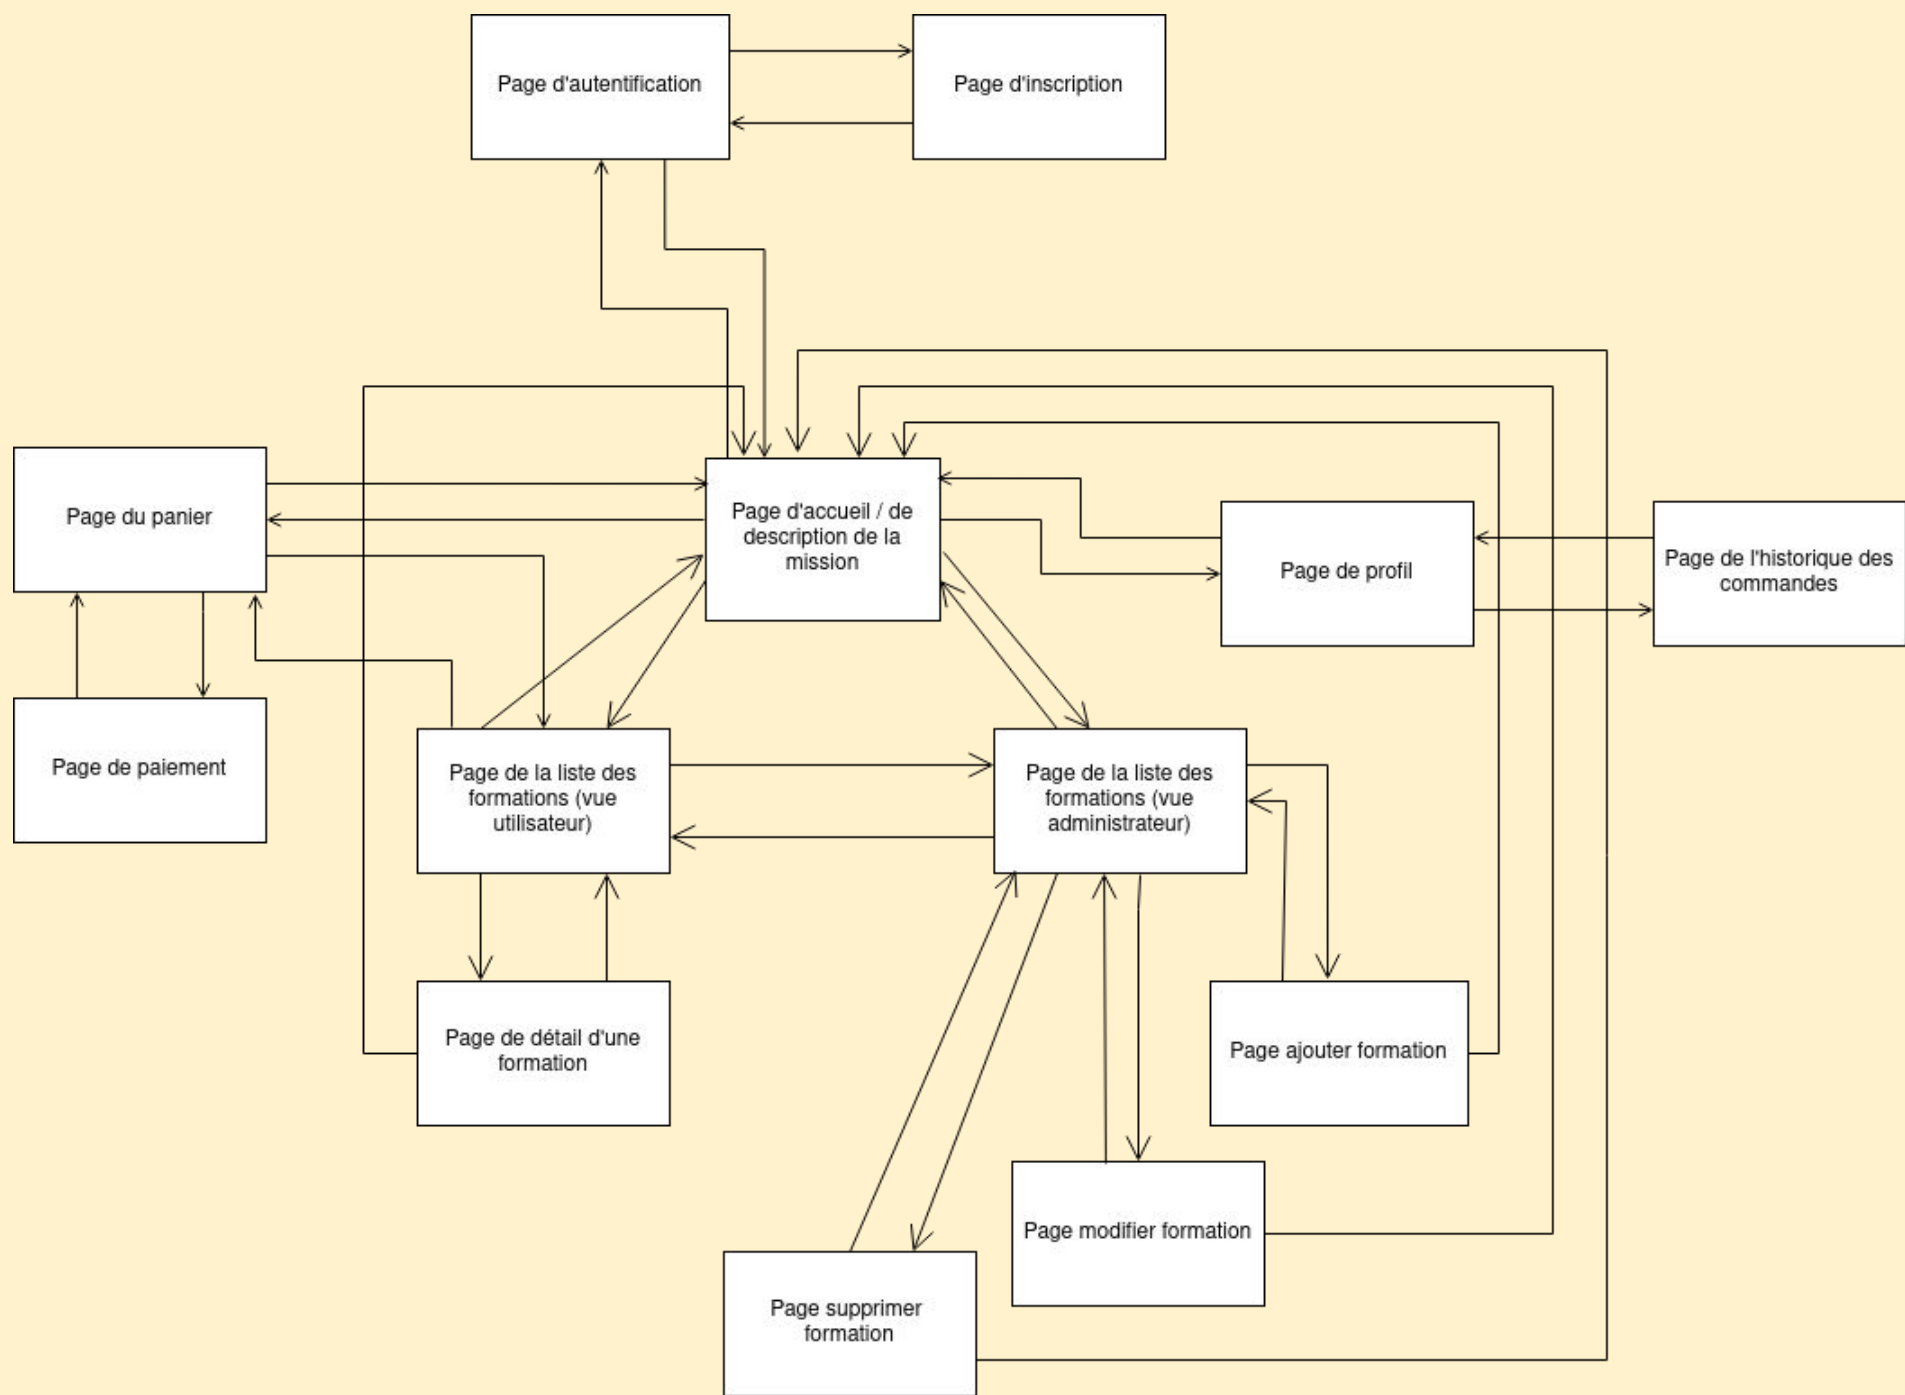 Page d'autentification
Page d'inscription
Page du panier
Page d'accueil / de
description de la
mission
Page de profil
Page de l'historique des
commandes
Page de paiement
Page de la liste des
formations (vue
utilisateur)
Page de la liste des
formations (vue
administrateur)
Page de détail d'une
formation
Page ajouter formation
Page modifier formation
Page supprimer
formation